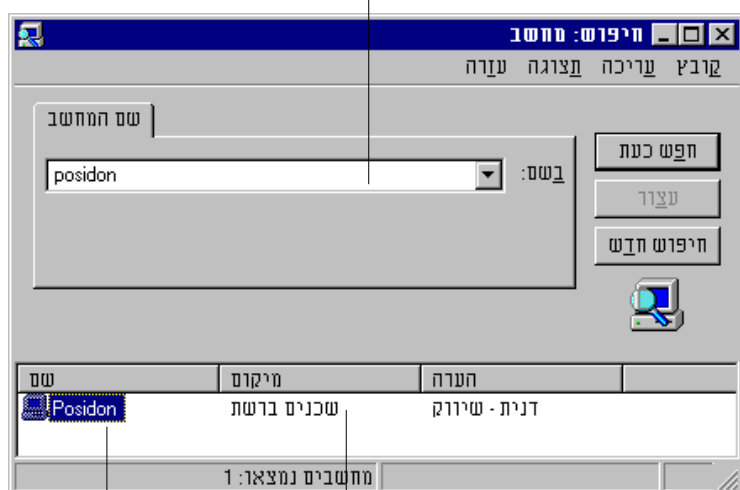 חיפוש: מחשב
קובץ עריכה תצוגה עזרה
שם המחשב
בשם: posidon
חפש כעת
עצור
חיפוש חדש
שם מיקום הערה
Posidon שכנים ברשת דנית - שיווק
מחשבים נמצאו: 1